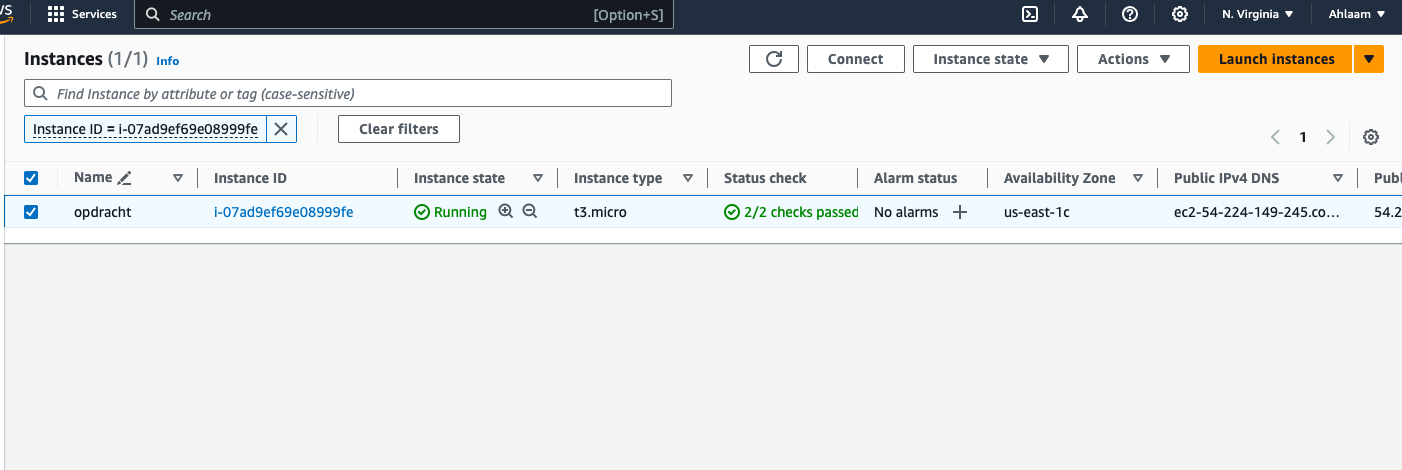 Services
Search
[Option+S]
N. Virginia
Ahlaam
Instances (1/1) Info
Connect
Instance state
Actions
Launch instances
Find Instance by attribute or tag (case-sensitive)
Instance ID = i-07ad9ef69e08999fe
Clear filters
1
Name Instance ID Instance state Instance type Status check Alarm status Availability Zone Public IPv4 DNS Publ
opdracht i-07ad9ef69e08999fe Running t3.micro 2/2 checks passed No alarms us-east-1c ec2-54-224-149-245.co... 54.2